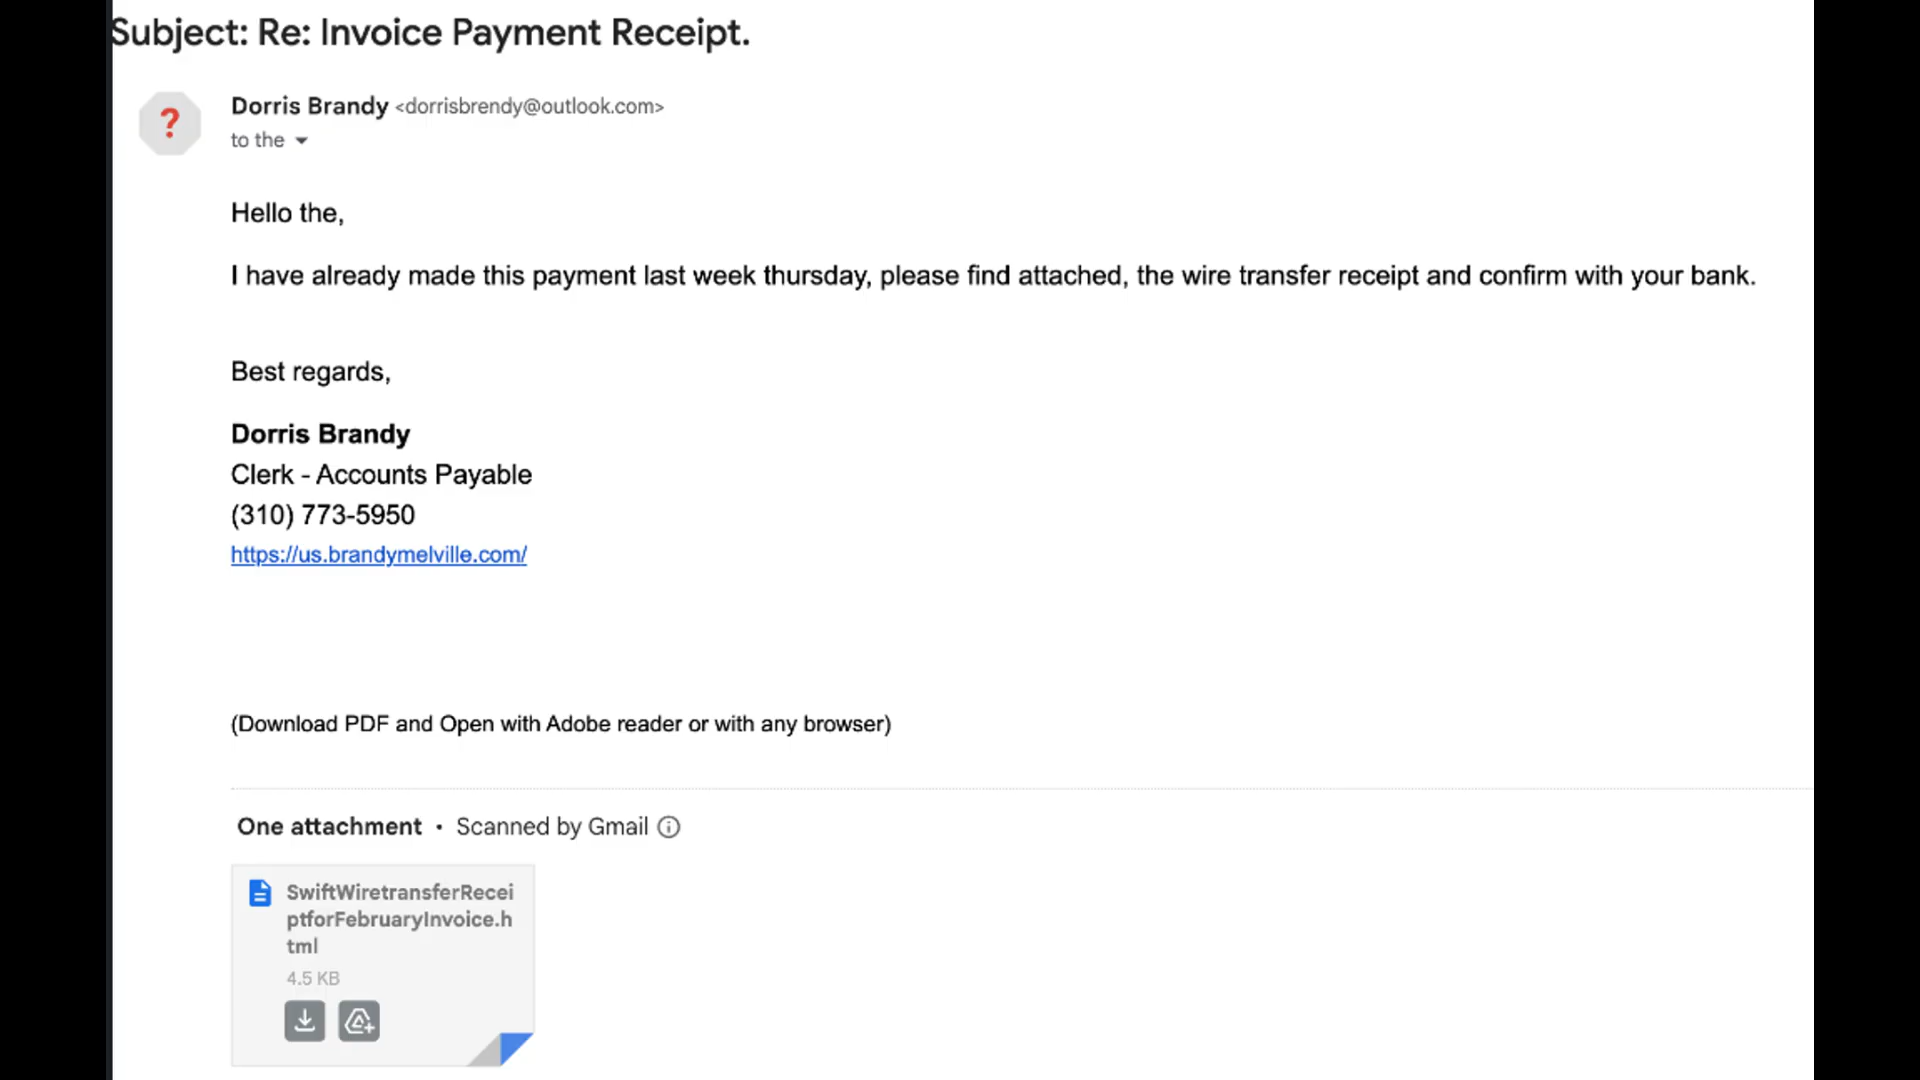 Subject: Re: Invoice Payment Receipt.
?
Dorris Brandy <dorrisbrendy@outlook.com>
to the
Hello the,
I have already made this payment last week thursday, please find attached, the wire transfer receipt and confirm with your bank.
Best regards,
Dorris Brandy
Clerk - Accounts Payable
(310) 773-5950
https://us.brandymelville.com/
(Download PDF and Open with Adobe reader or with any browser)
One attachment • Scanned by Gmail
SwiftWiretransferRecei
ptforFebruaryInvoice.h
tml
4.5 KB